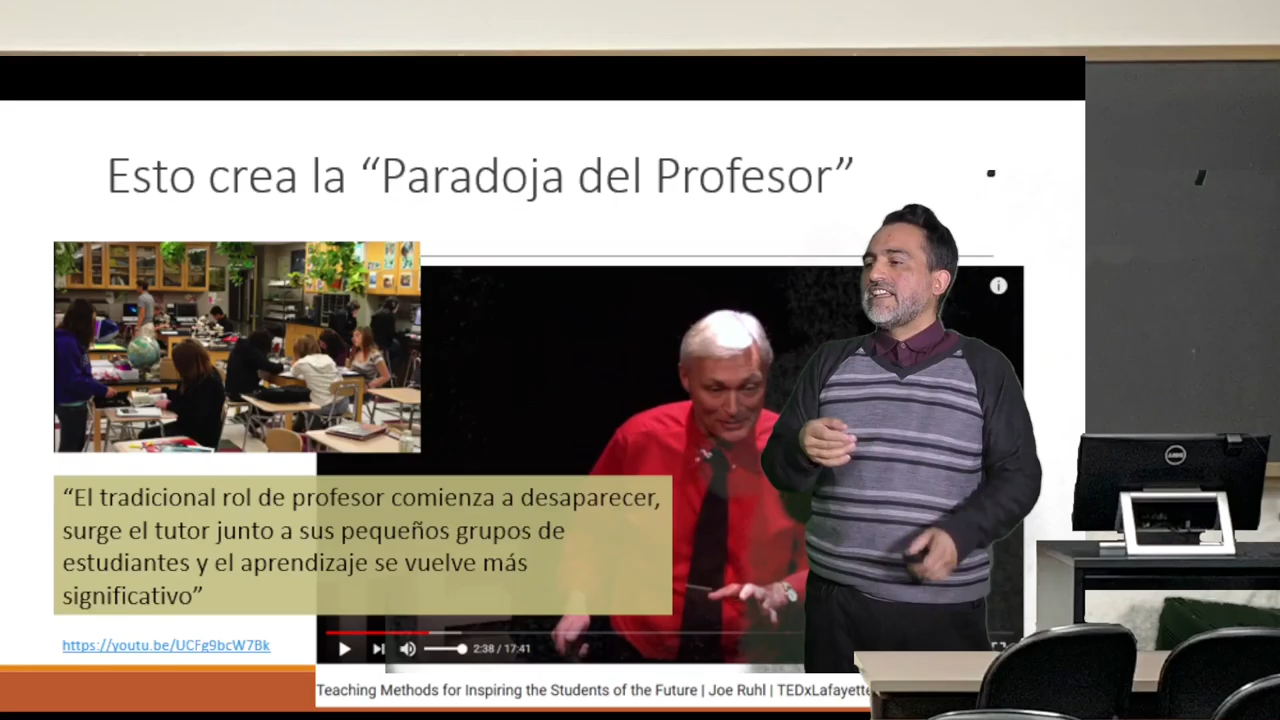 Esto crea la “Paradoja del Profesor”
“El tradicional rol de profesor comienza a desaparecer,
surge el tutor junto a sus pequeños grupos de
estudiantes y el aprendizaje se vuelve más
significativo”
https://youtu.be/UCFg9bcW7Bk
2:38 / 17:41
Teaching Methods for Inspiring the Students of the Future | Joe Ruhl | TEDxLafayette
DELL